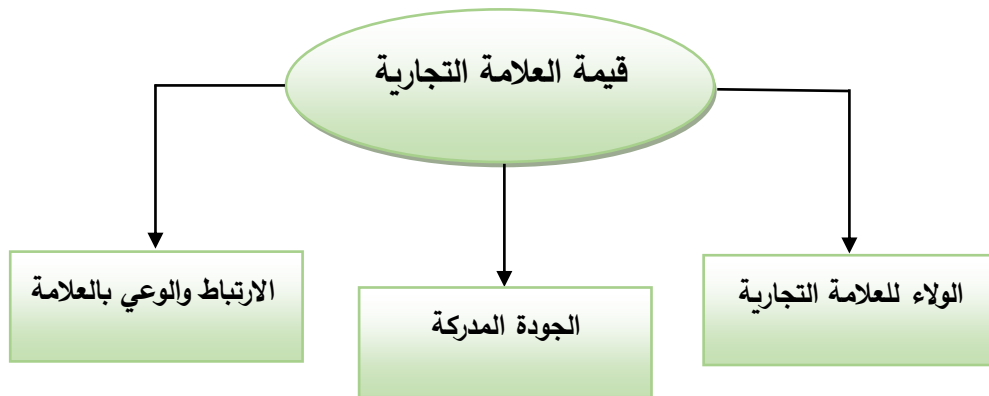 قيمة العلامة التجارية
الولاء للعلامة التجارية
الجودة المدركة
الارتباط والوعي بالعلامة